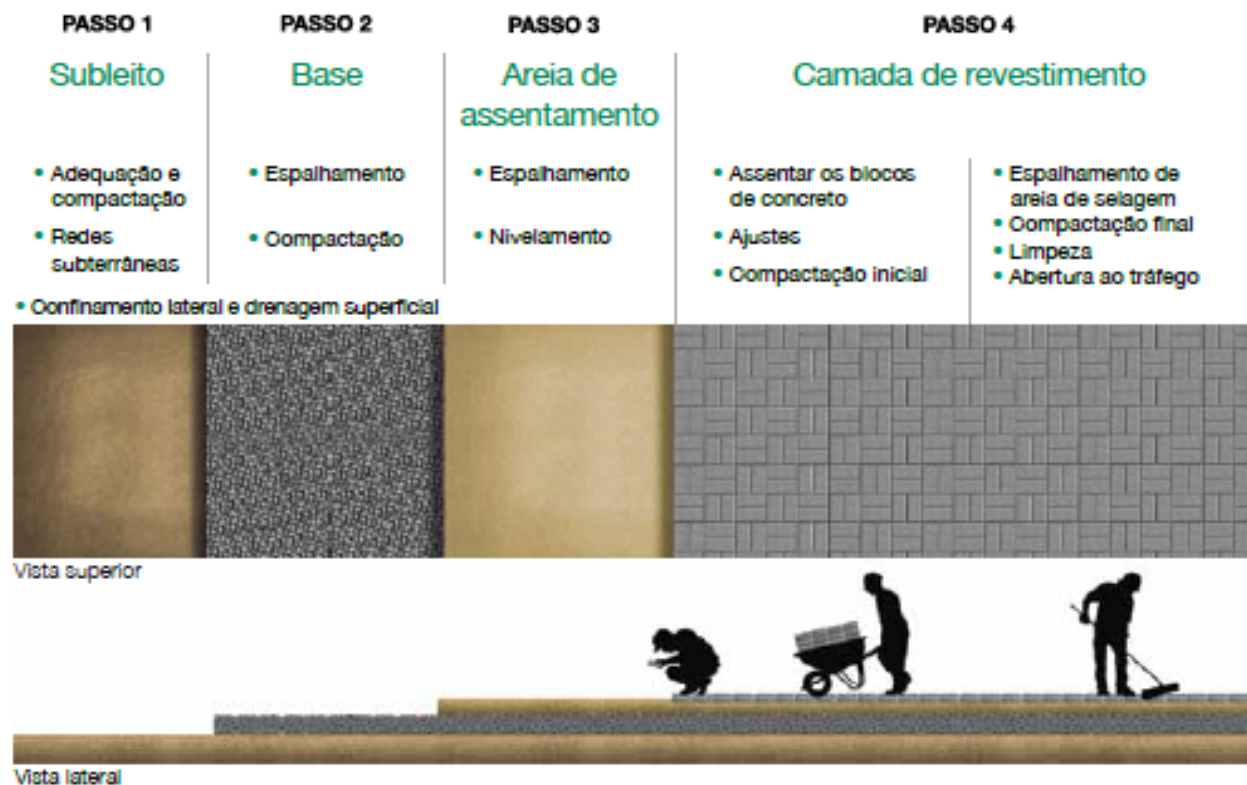 PASSO 1
Subleito
• Adequação e
compactação
• Redes
subterrâneas
PASSO 2
Base
• Espalhamento
• Compactação
PASSO 3
Areia de
assentamento
• Espalhamento
• Nivelamento
• Confinamento lateral e drenagem superficial
PASSO 4
Camada de revestimento
• Assentar os blocos
de concreto
• Ajustes
• Compactação inicial
• Espalhamento de
areia de selagem
• Compactação final
• Limpeza
• Abertura ao tráfego
Vista superior
Vista lateral